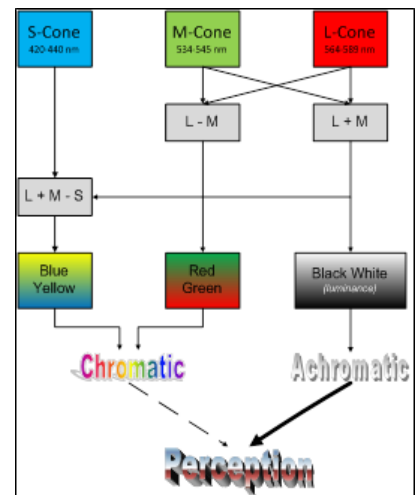 S-Cone
420-440 nm
M-Cone
534-545 nm
L-Cone
564-589 nm
L - M
L + M
L + M - S
Blue
Yellow
Red
Green
Black White
(luminance)
Chromatic
Achromatic
Perception